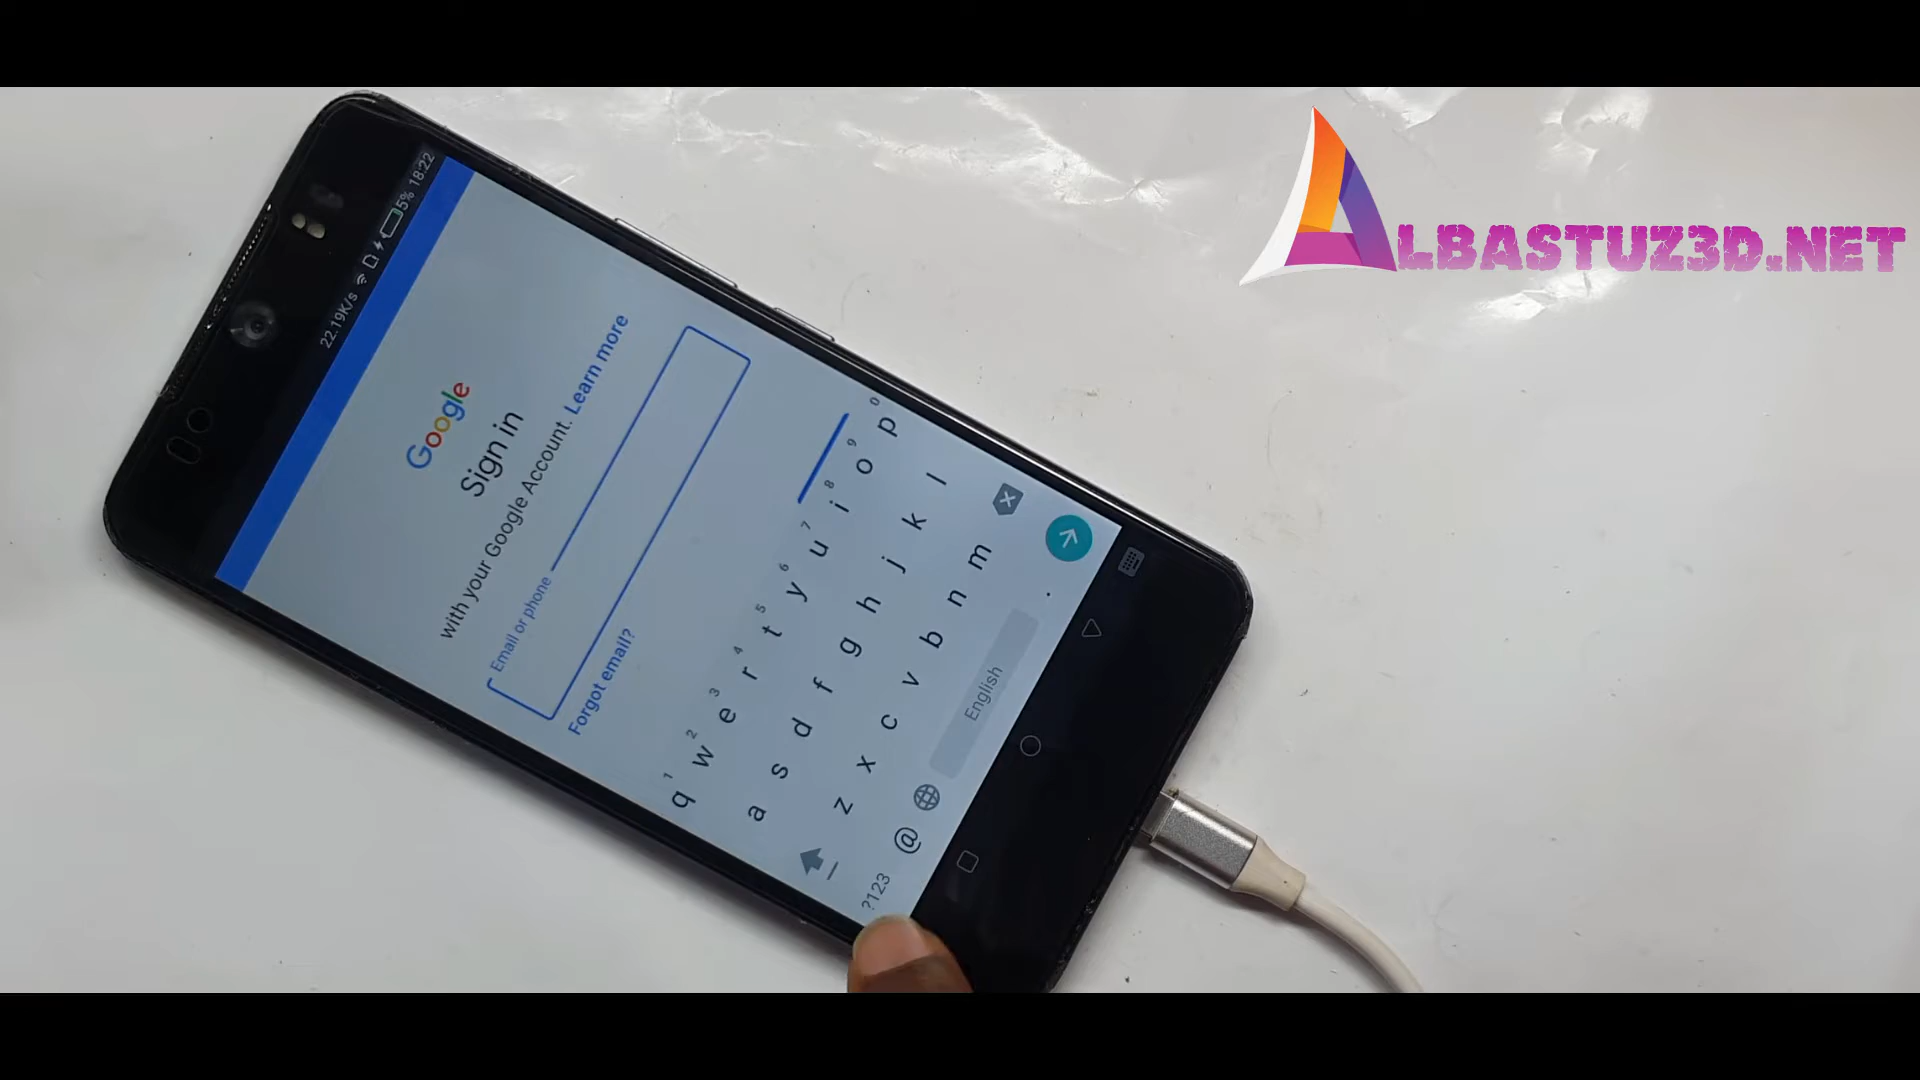 ALBASTUZ3D.NET
22.19K/s 5% 18:22
Google
Sign in
with your Google Account. Learn more
Email or phone
Forgot email?
q 1 w 2 e 3 r 4 t 5 y 6 u 7 i 8 o 9 p 0
a s d f g h j k l
z x c v b n m
?123 @ English .